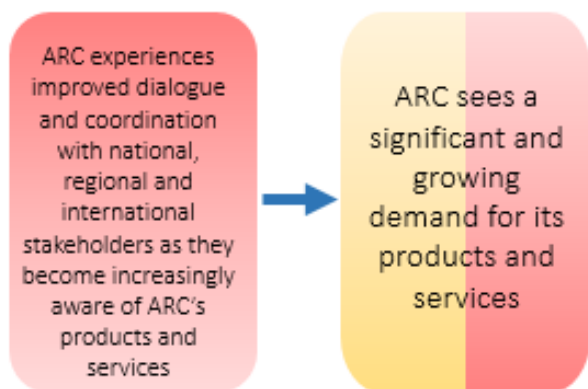 ARC experiences
improved dialogue
and coordination
with national,
regional and
international
stakeholders as they
become increasingly
aware of ARC's
products and
services
ARC sees a
significant and
growing
demand for its
products and
services